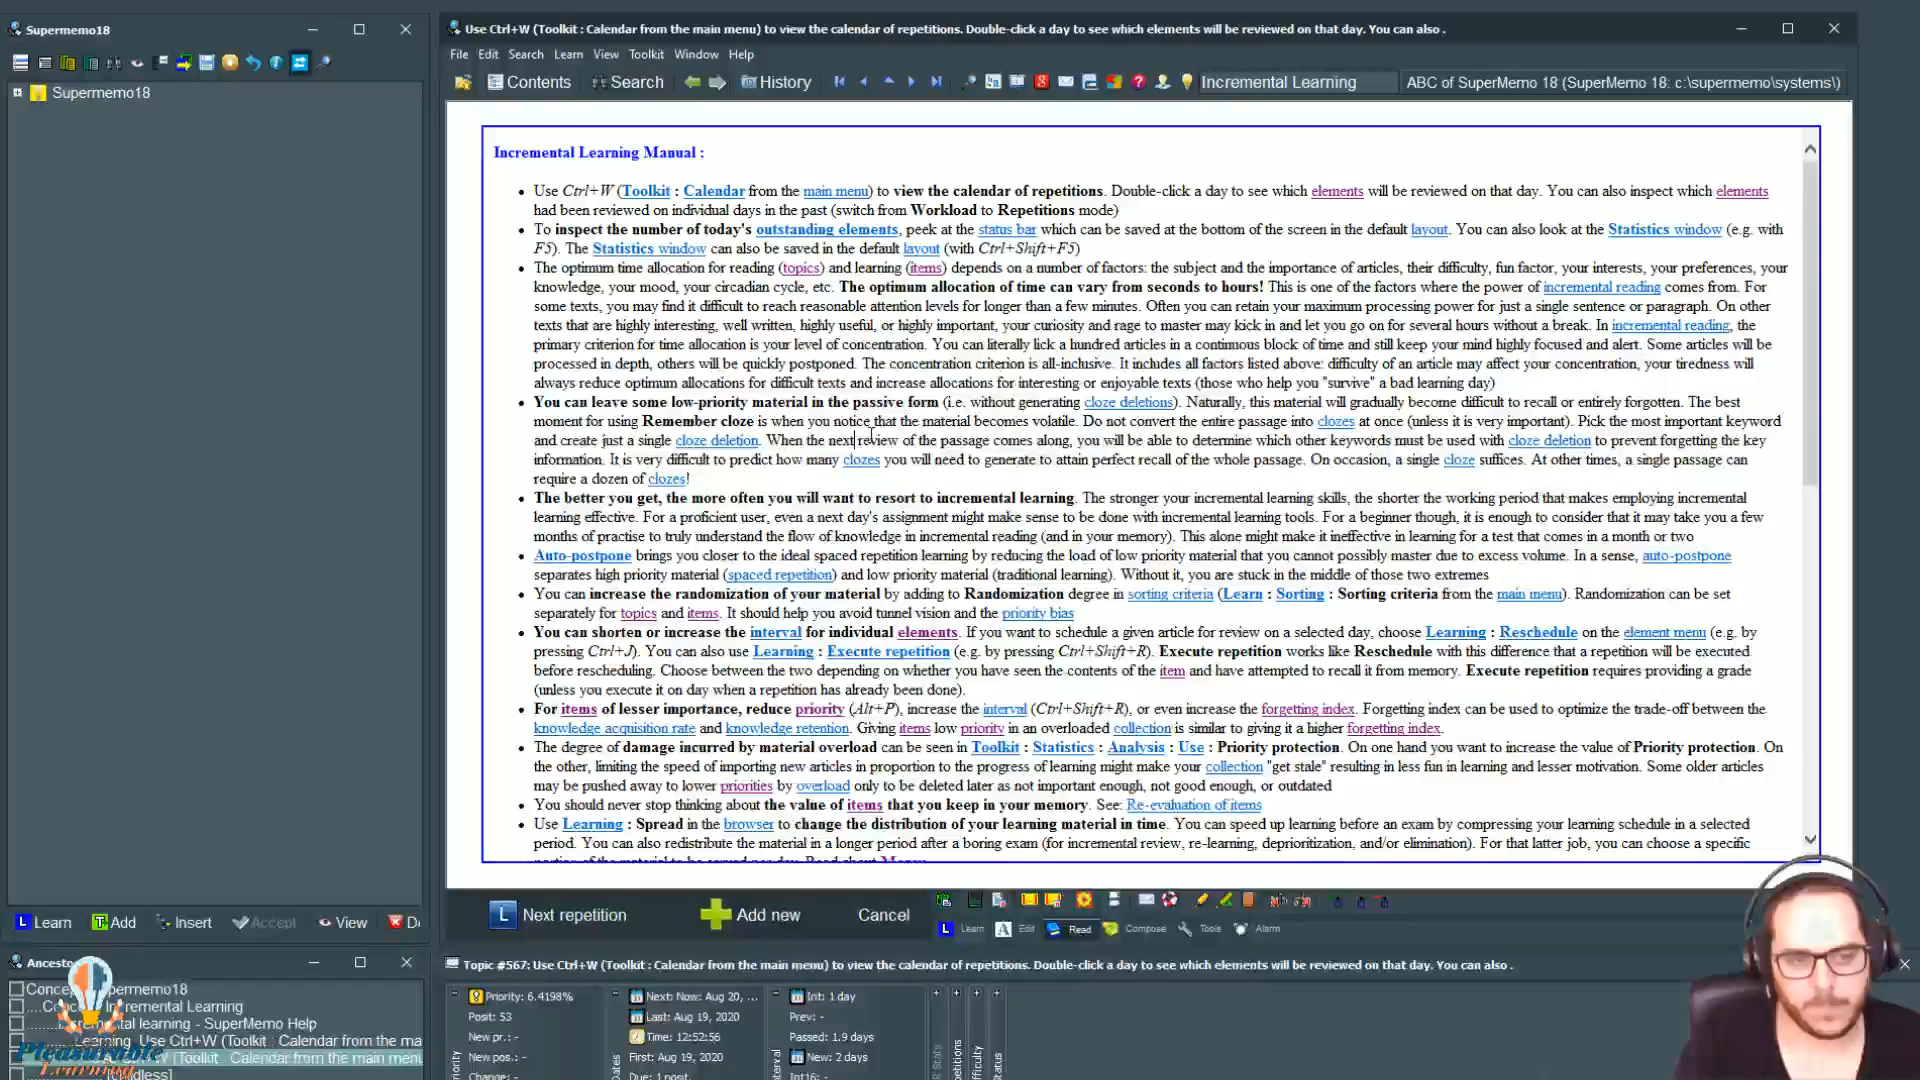 Supermemo18
Use Ctrl+W (Toolkit : Calendar from the main menu) to view the calendar of repetitions. Double-click a day to see which elements will be reviewed on that day. You can also .
File Edit Search Learn View Toolkit Window Help
Contents Search History Incremental Learning ABC of SuperMemo 18 (SuperMemo 18: c:\supermemo\systems\)
Supermemo18
Incremental Learning Manual :
• Use Ctrl+W (Toolkit : Calendar from the main menu) to view the calendar of repetitions. Double-click a day to see which elements will be reviewed on that day. You can also inspect which elements
had been reviewed on individual days in the past (switch from Workload to Repetitions mode)
• To inspect the number of today's outstanding elements, peek at the status bar which can be saved at the bottom of the screen in the default layout. You can also look at the Statistics window (e.g. with
F5). The Statistics window can also be saved in the default layout (with Ctrl+Shift+F5)
• The optimum time allocation for reading (topics) and learning (items) depends on a number of factors: the subject and the importance of articles, their difficulty, fun factor, your interests, your preferences, your
knowledge, your mood, your circadian cycle, etc. The optimum allocation of time can vary from seconds to hours! This is one of the factors where the power of incremental reading comes from. For
some texts, you may find it difficult to reach reasonable attention levels for longer than a few minutes. Often you can retain your maximum processing power for just a single sentence or paragraph. On other
texts that are highly interesting, well written, highly useful, or highly important, your curiosity and rage to master may kick in and let you go on for several hours without a break. In incremental reading, the
primary criterion for time allocation is your level of concentration. You can literally lick a hundred articles in a continuous block of time and still keep your mind highly focused and alert. Some articles will be
processed in depth, others will be quickly postponed. The concentration criterion is all-inclusive. It includes all factors listed above: difficulty of an article may affect your concentration, your tiredness will
always reduce optimum allocations for difficult texts and increase allocations for interesting or enjoyable texts (those who help you "survive" a bad learning day)
• You can leave some low-priority material in the passive form (i.e. without generating cloze deletions). Naturally, this material will gradually become difficult to recall or entirely forgotten. The best
moment for using Remember cloze is when you notice that the material becomes volatile. Do not convert the entire passage into clozes at once (unless it is very important). Pick the most important keyword
and create just a single cloze deletion. When the next review of the passage comes along, you will be able to determine which other keywords must be used with cloze deletion to prevent forgetting the key
information. It is very difficult to predict how many clozes you will need to generate to attain perfect recall of the whole passage. On occasion, a single cloze suffices. At other times, a single passage can
require a dozen of clozes!
• The better you get, the more often you will want to resort to incremental learning. The stronger your incremental learning skills, the shorter the working period that makes employing incremental
learning effective. For a proficient user, even a next day's assignment might make sense to be done with incremental learning tools. For a beginner though, it is enough to consider that it may take you a few
months of practise to truly understand the flow of knowledge in incremental reading (and in your memory). This alone might make it ineffective in learning for a test that comes in a month or two
• Auto-postpone brings you closer to the ideal spaced repetition learning by reducing the load of low priority material that you cannot possibly master due to excess volume. In a sense, auto-postpone
separates high priority material (spaced repetition) and low priority material (traditional learning). Without it, you are stuck in the middle of those two extremes
• You can increase the randomization of your material by adding to Randomization degree in sorting criteria (Learn : Sorting : Sorting criteria from the main menu). Randomization can be set
separately for topics and items. It should help you avoid tunnel vision and the priority bias
• You can shorten or increase the interval for individual elements. If you want to schedule a given article for review on a selected day, choose Learning : Reschedule on the element menu (e.g. by
pressing Ctrl+J). You can also use Learning : Execute repetition (e.g. by pressing Ctrl+Shift+R). Execute repetition works like Reschedule with this difference that a repetition will be executed
before rescheduling. Choose between the two depending on whether you have seen the contents of the item and have attempted to recall it from memory. Execute repetition requires providing a grade
(unless you execute it on day when a repetition has already been done).
• For items of lesser importance, reduce priority (Alt+P), increase the interval (Ctrl+Shift+R), or even increase the forgetting index. Forgetting index can be used to optimize the trade-off between the
knowledge acquisition rate and knowledge retention. Giving items low priority in an overloaded collection is similar to giving it a higher forgetting index.
• The degree of damage incurred by material overload can be seen in Toolkit : Statistics : Analysis : Use : Priority protection. On one hand you want to increase the value of Priority protection. On
the other, limiting the speed of importing new articles in proportion to the progress of learning might make your collection "get stale" resulting in less fun in learning and lesser motivation. Some older articles
may be pushed away to lower priorities by overload only to be deleted later as not important enough, not good enough, or outdated
• You should never stop thinking about the value of items that you keep in your memory. See: Re-evaluation of items
• Use Learning : Spread in the browser to change the distribution of your learning material in time. You can speed up learning before an exam by compressing your learning schedule in a selected
period. You can also redistribute the material in a longer period after a boring exam (for incremental review, re-learning, deprioritization, and/or elimination). For that latter job, you can choose a specific
Learn Add Insert Accept View
Next repetition Add new Cancel
Learn Edit Read Compose Tools Alarm
Topic #567: Use Ctrl+W (Toolkit : Calendar from the main menu) to view the calendar of repetitions. Double-click a day to see which elements will be reviewed on that day. You can also .
Learning Use Ctrl+W (Toolkit : Calendar from the ma
(Toolkit : Calendar from the main menu
Pleasurable
Learning
Priority: 6.4198%
Posit: 53
New pr.: -
New pos.: -
Change: -
Next: Now: Aug 20, ...
Last: Aug 19, 2020
Time: 12:52:56
First: Aug 19, 2020
Due: 1 posit.
Int: 1 day
Prev: -
Passed: 1.9 days
New: 2 days
Int16: -